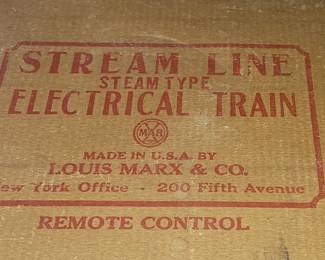 STREAM LINE
STEAM TYPE
ELECTRICAL TRAIN
MAR
MADE IN U.S.A. BY
LOUIS MARX & CO.
ew York Office - 200 Fifth Avenue
REMOTE CONTROL